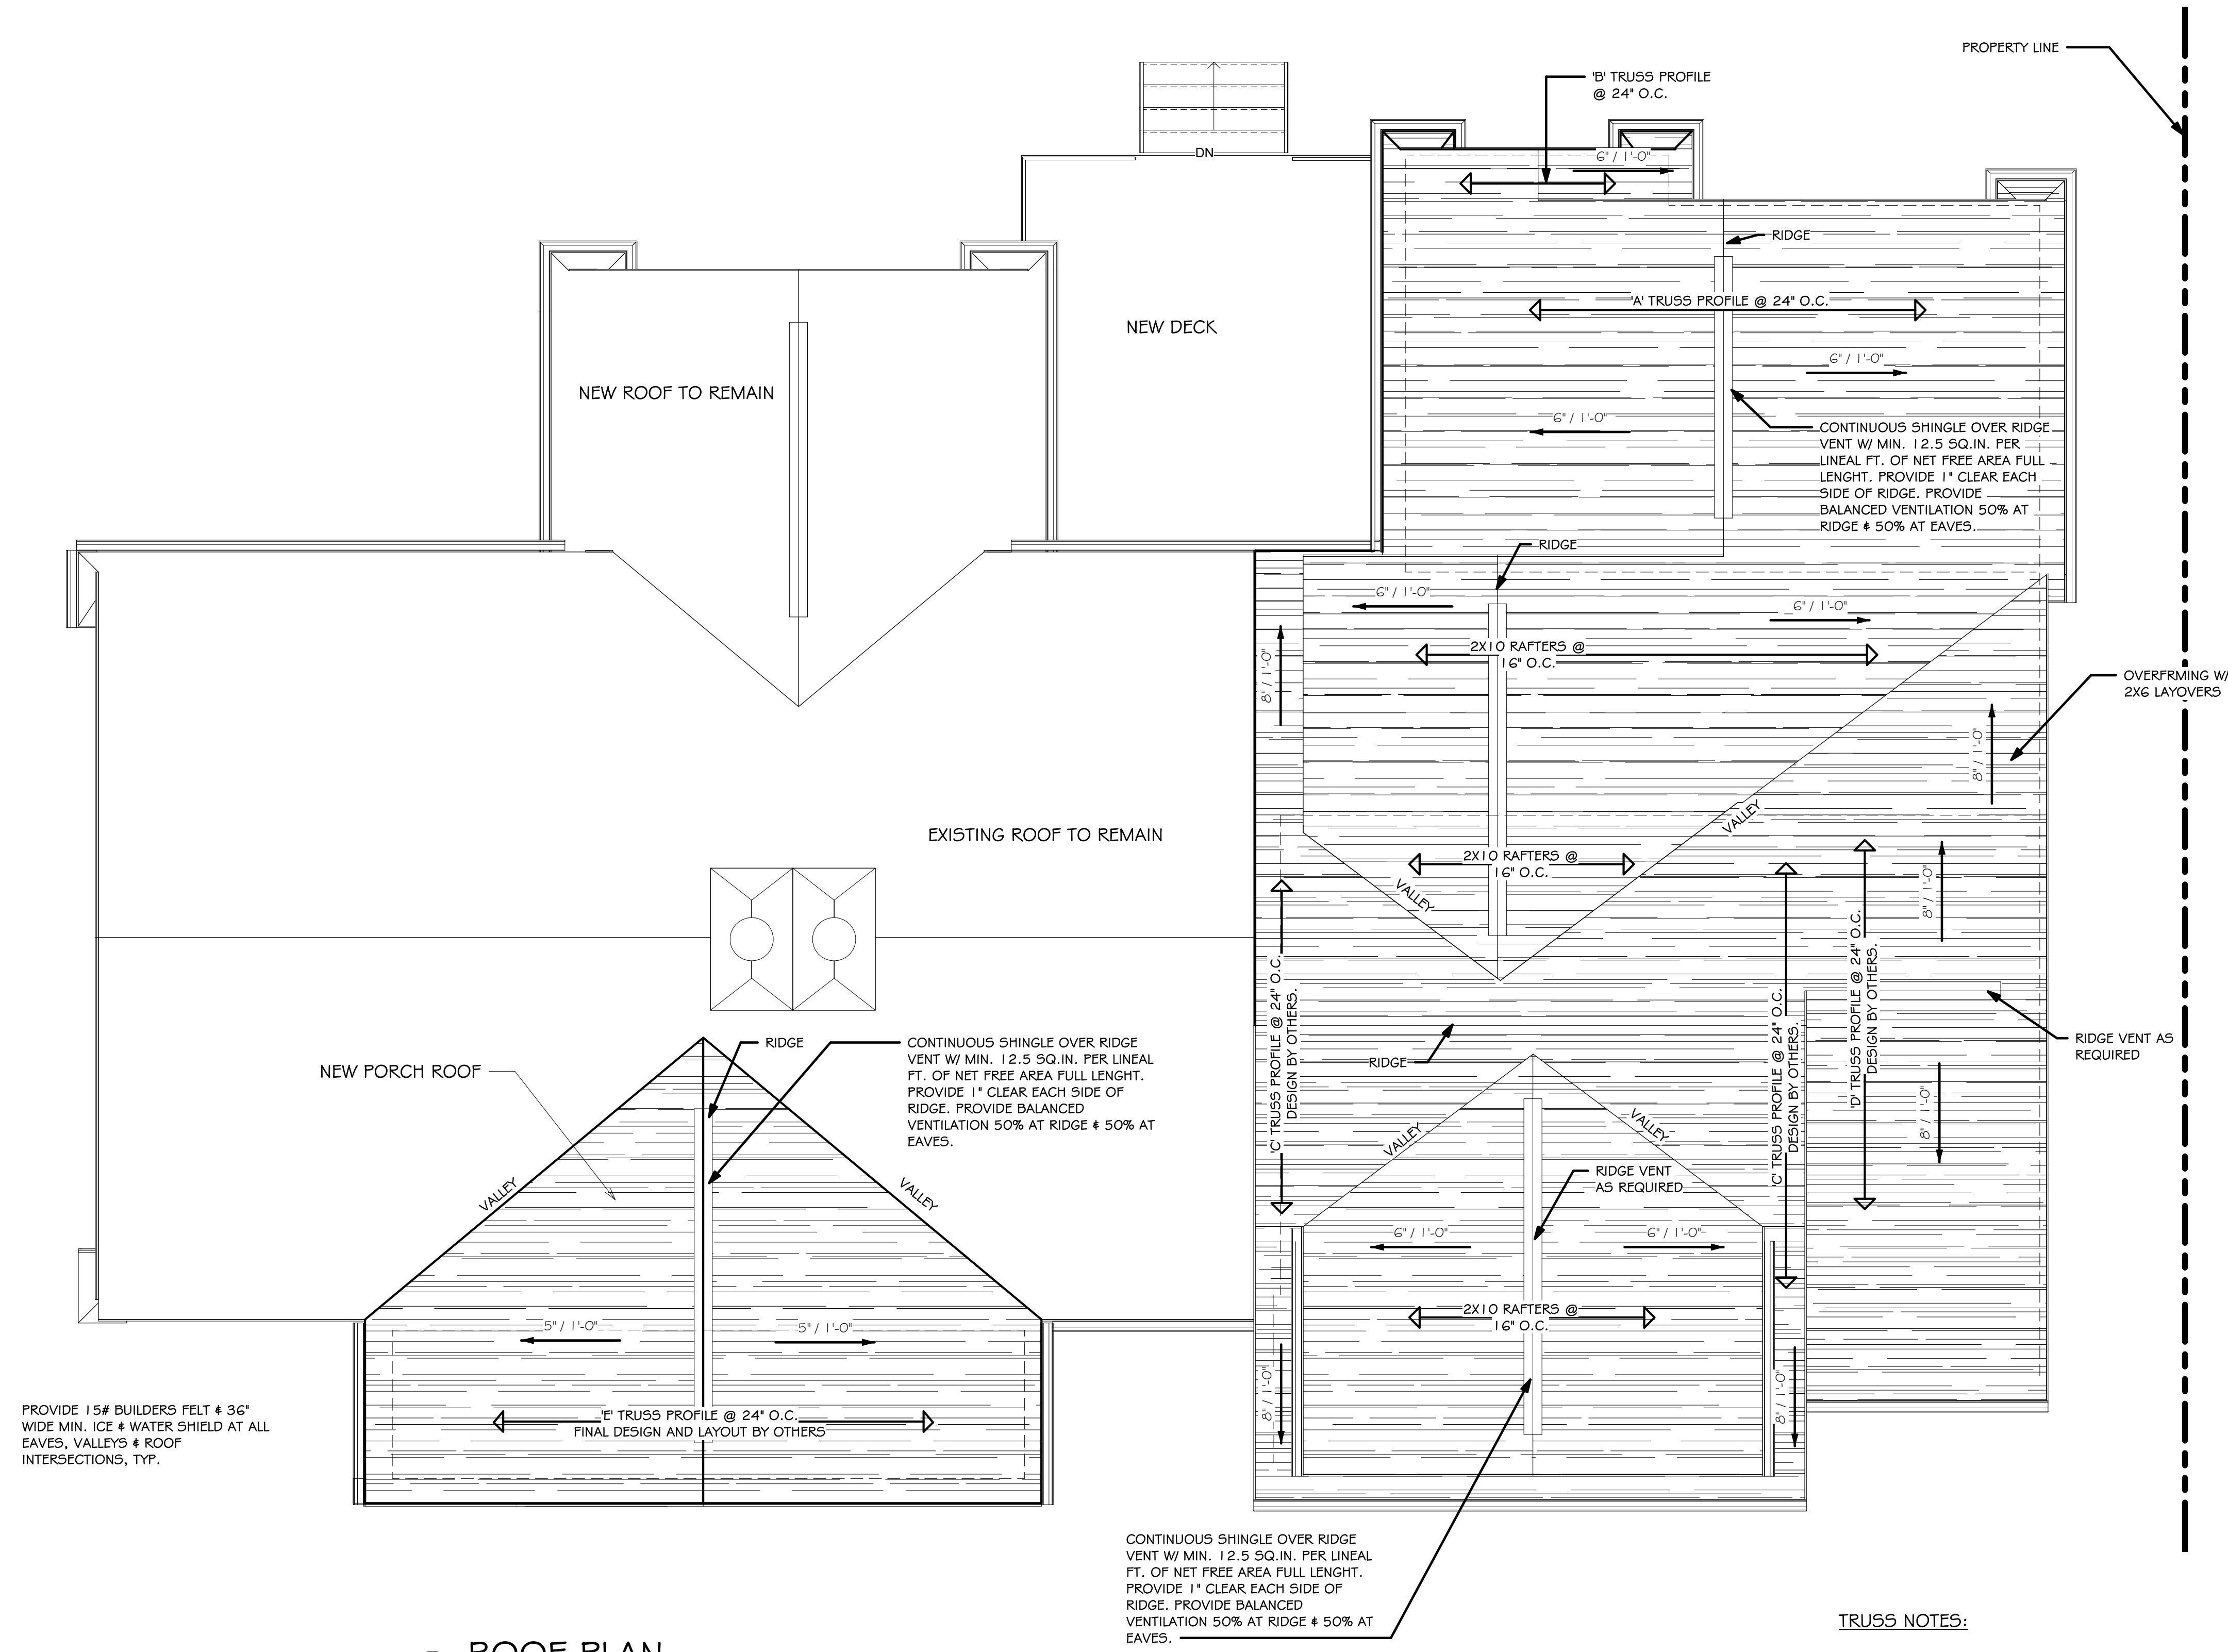 PROPERTY LINE
'B' TRUSS PROFILE
@ 24" O.C.
DN
6" / 1'-0"
RIDGE
'A' TRUSS PROFILE @ 24" O.C.
NEW DECK
6" / 1'-0"
NEW ROOF TO REMAIN
6" / 1'-0"
CONTINUOUS SHINGLE OVER RIDGE
VENT W/ MIN. 12.5 SQ.IN. PER
LINEAL FT. OF NET FREE AREA FULL
LENGHT. PROVIDE 1" CLEAR EACH
SIDE OF RIDGE. PROVIDE
BALANCED VENTILATION 50% AT
RIDGE & 50% AT EAVES.
RIDGE
6" / 1'-0"
6" / 1'-0"
8" / 1'-0"
2X10 RAFTERS @
16" O.C.
OVERFRMING W/
2X6 LAYOVERS
8" / 1'-0"
VALLEY
EXISTING ROOF TO REMAIN
2X10 RAFTERS @
16" O.C.
VALLEY
8" / 1'-0"
'C' TRUSS PROFILE @ 24" O.C.
DESIGN BY OTHERS.
'C' TRUSS PROFILE @ 24" O.C.
DESIGN BY OTHERS.
'D' TRUSS PROFILE @ 24" O.C.
DESIGN BY OTHERS.
RIDGE VENT AS
REQUIRED
RIDGE
RIDGE
CONTINUOUS SHINGLE OVER RIDGE
VENT W/ MIN. 12.5 SQ.IN. PER LINEAL
FT. OF NET FREE AREA FULL LENGHT.
PROVIDE 1" CLEAR EACH SIDE OF
RIDGE. PROVIDE BALANCED
VENTILATION 50% AT RIDGE & 50% AT
EAVES.
NEW PORCH ROOF
8" / 1'-0"
VALLEY
VALLEY
RIDGE VENT
AS REQUIRED
VALLEY
VALLEY
6" / 1'-0"
6" / 1'-0"
2X10 RAFTERS @
16" O.C.
5" / 1'-0"
5" / 1'-0"
8" / 1'-0"
8" / 1'-0"
PROVIDE 15# BUILDERS FELT & 36"
WIDE MIN. ICE & WATER SHIELD AT ALL
EAVES, VALLEYS & ROOF
INTERSECTIONS, TYP.
'E' TRUSS PROFILE @ 24" O.C.
FINAL DESIGN AND LAYOUT BY OTHERS
CONTINUOUS SHINGLE OVER RIDGE
VENT W/ MIN. 12.5 SQ.IN. PER LINEAL
FT. OF NET FREE AREA FULL LENGHT.
PROVIDE 1" CLEAR EACH SIDE OF
RIDGE. PROVIDE BALANCED
VENTILATION 50% AT RIDGE & 50% AT
EAVES.
TRUSS NOTES:
ROOF PLAN